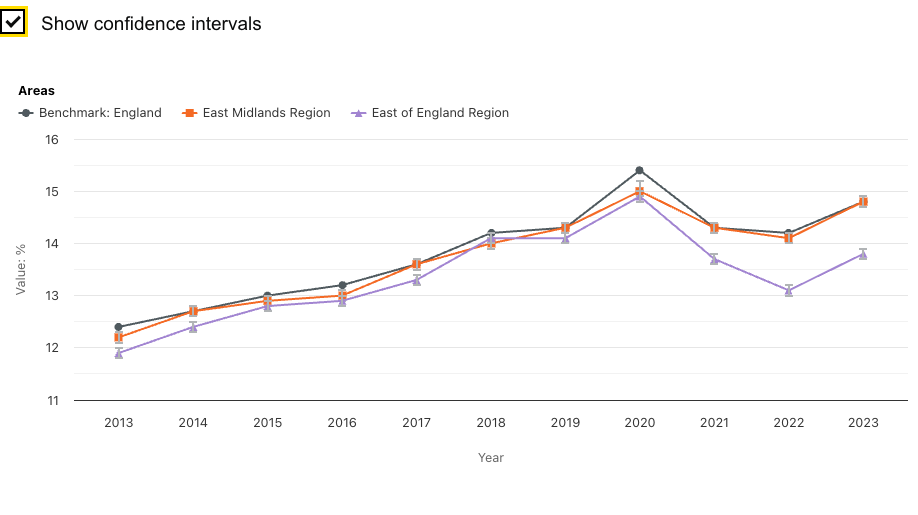 Show confidence intervals
Areas
Benchmark: England East Midlands Region East of England Region
16
15
14
13
12
11
Value: %
2013 2014 2015 2016 2017 2018 2019 2020 2021 2022 2023
Year